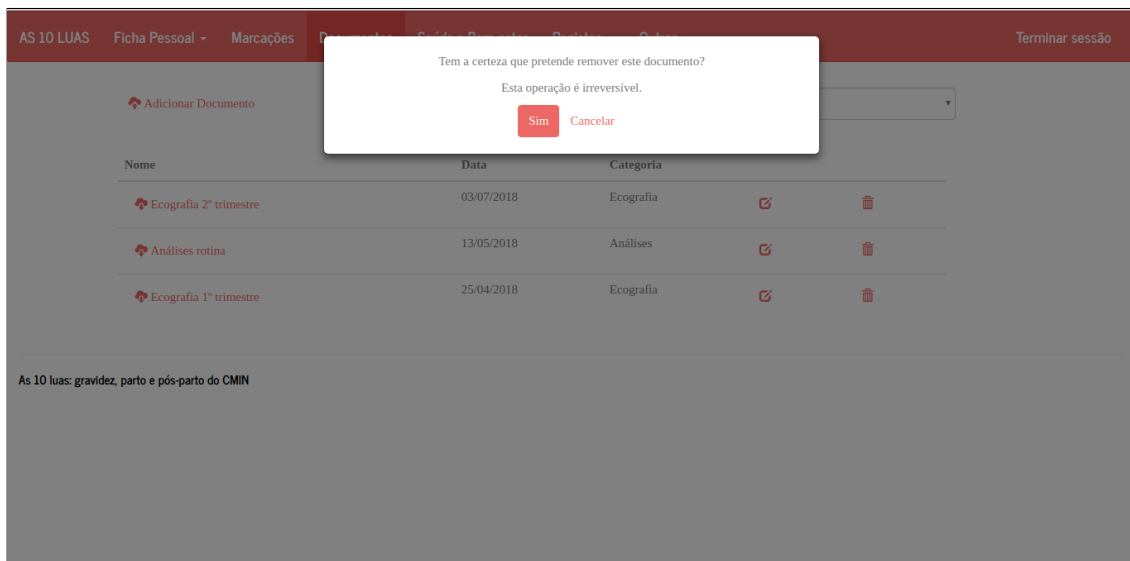 AS 10 LUAS Ficha Pessoal Marcações Terminar sessão
Tem a certeza que pretende remover este documento?
Esta operação é irreversível.
Sim Cancelar
Adicionar Documento
Nome Data Categoria
Ecografia 2º trimestre 03/07/2018 Ecografia
Análises rotina 13/05/2018 Análises
Ecografia 1º trimestre 25/04/2018 Ecografia
As 10 luas: gravidez, parto e pós-parto do CMIN